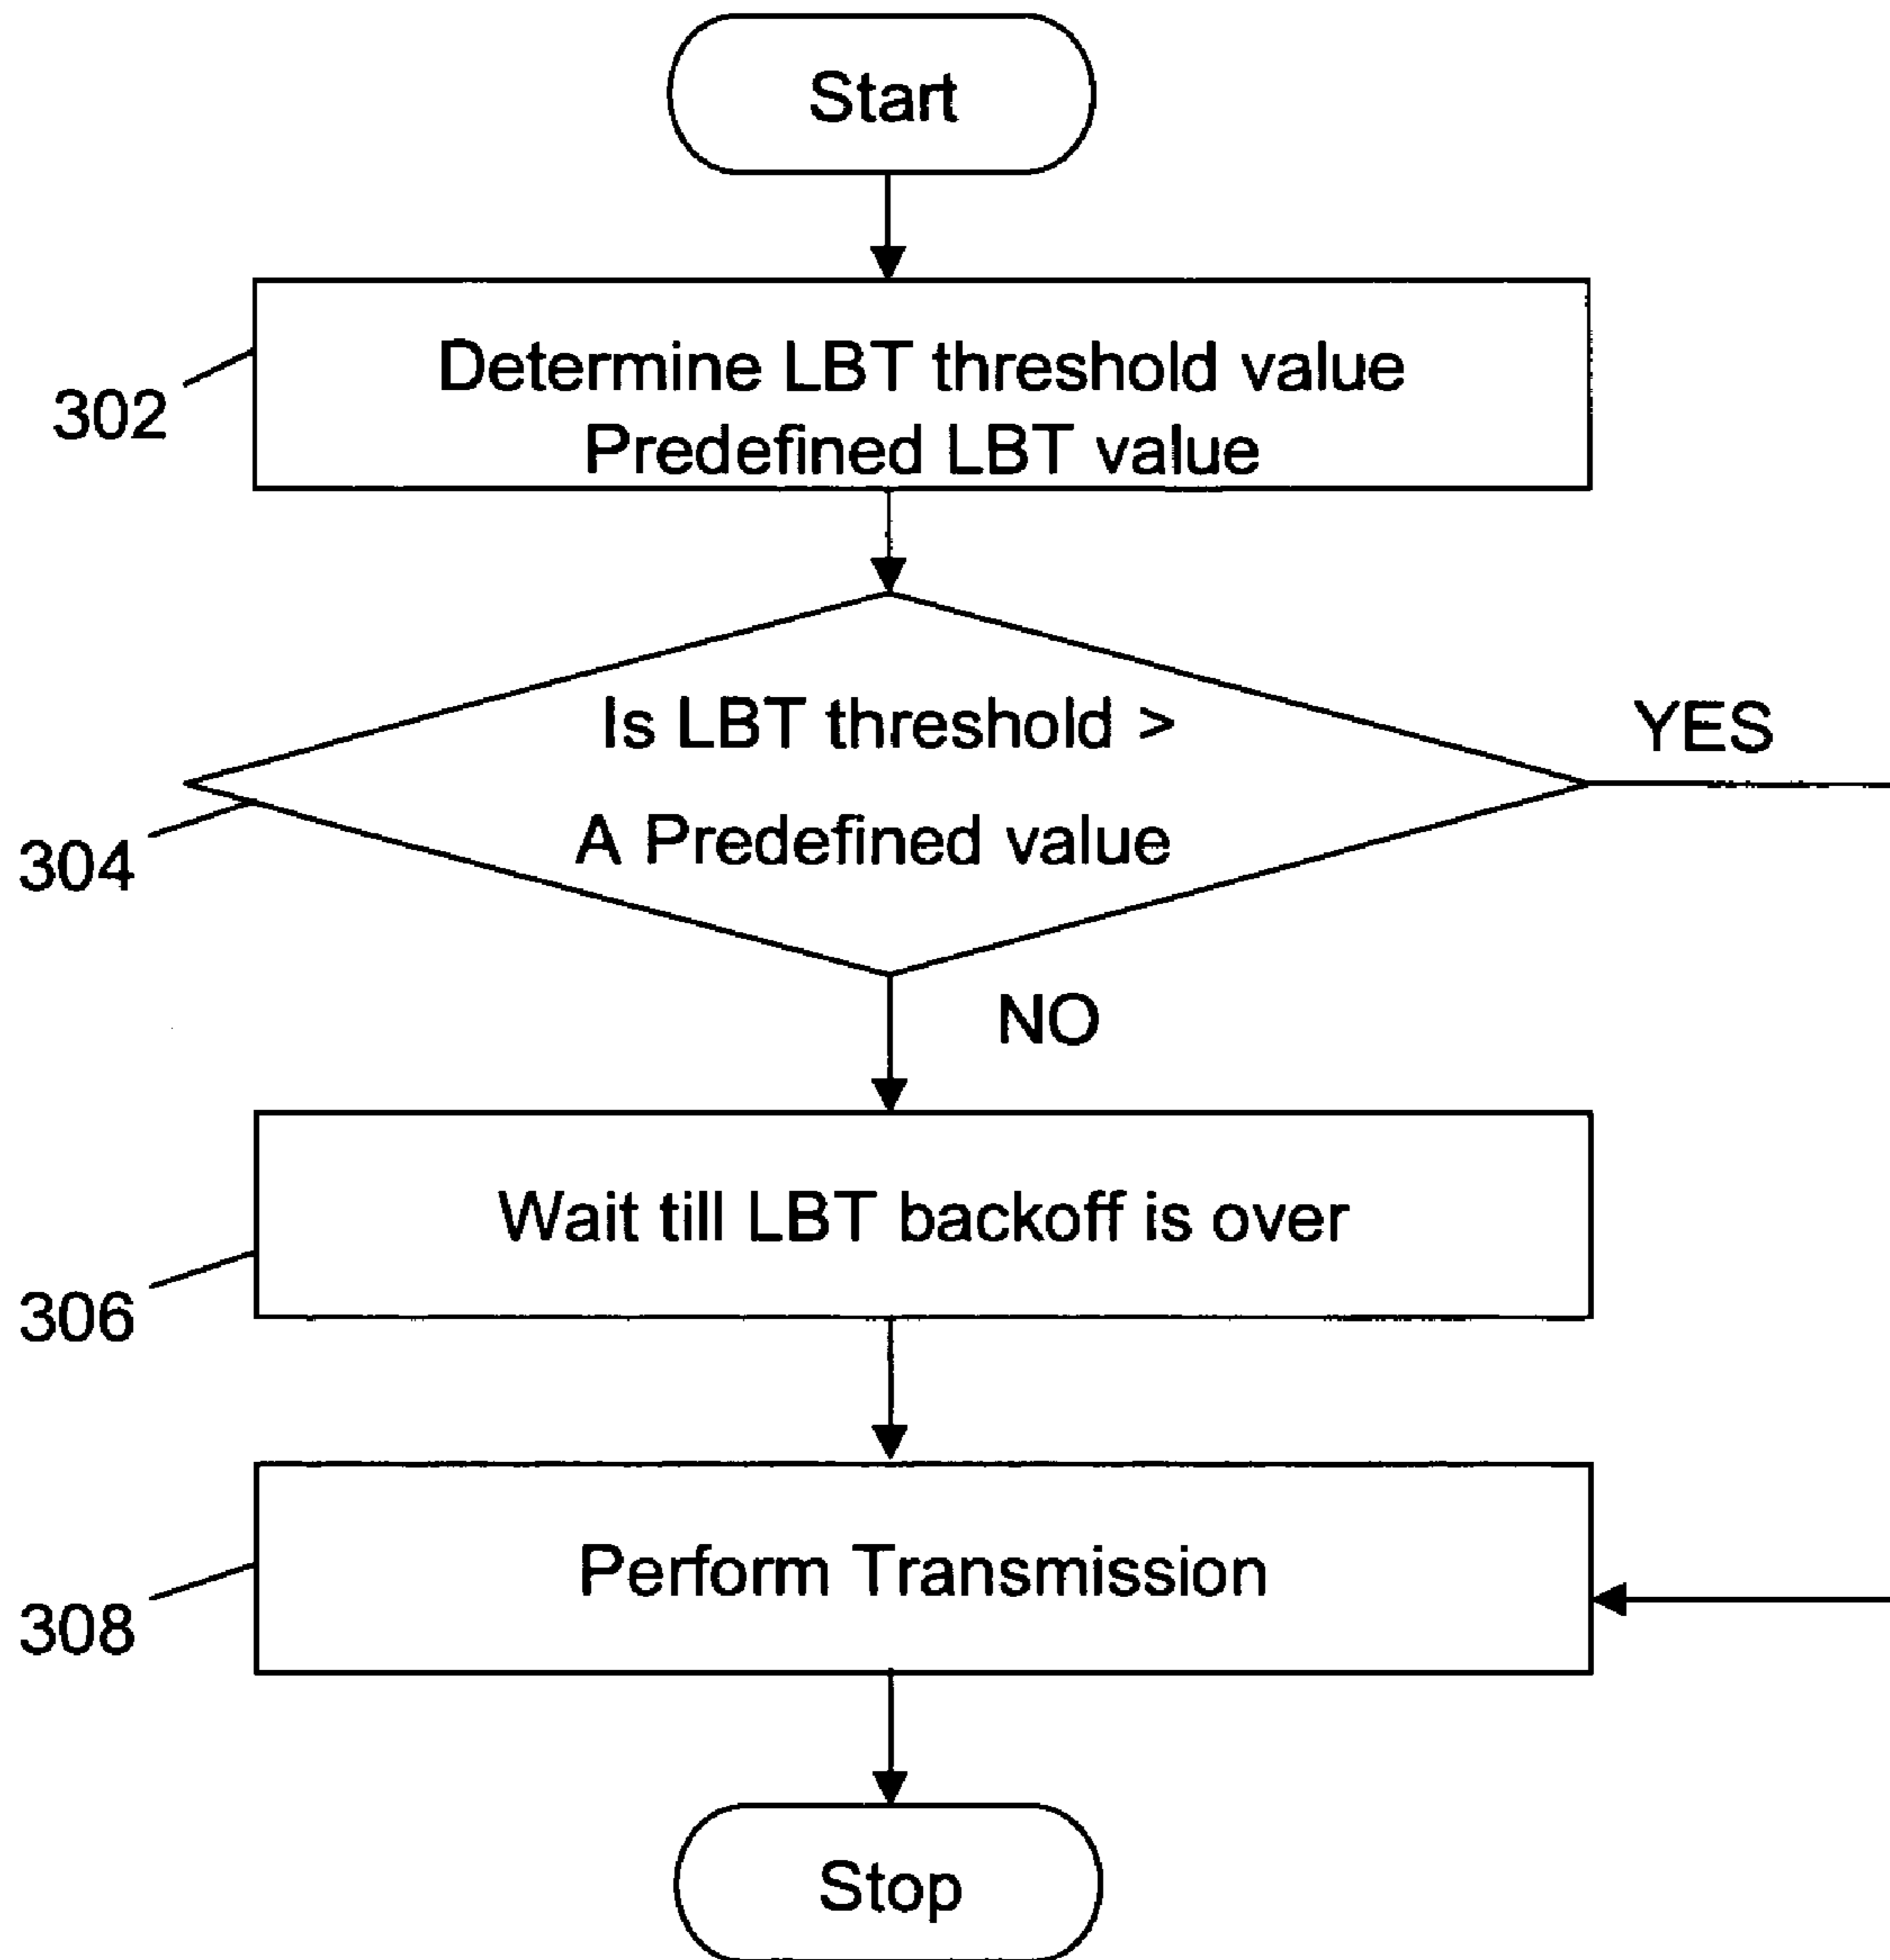 Start
Determine LBT threshold value
Predefined LBT value
302
Is LBT threshold >
A Predefined value
YES
304
NO
Wait till LBT backoff is over
306
Perform Transmission
308
Stop